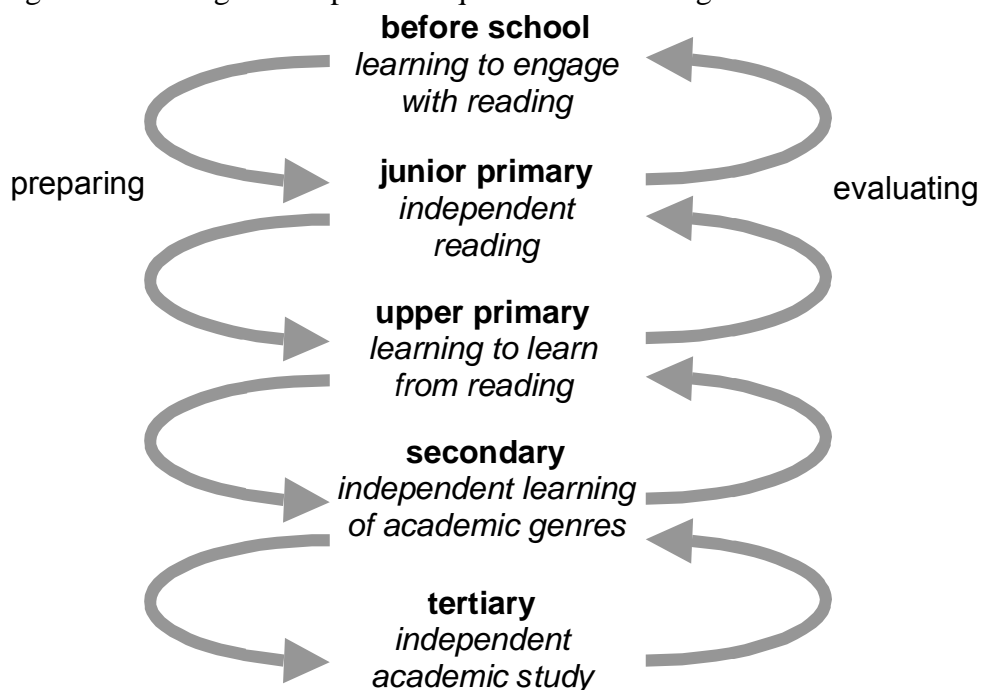 before school
learning to engage
with reading
preparing
junior primary
independent
reading
evaluating
upper primary
learning to learn
from reading
secondary
independent learning
of academic genres
tertiary
independent
academic study